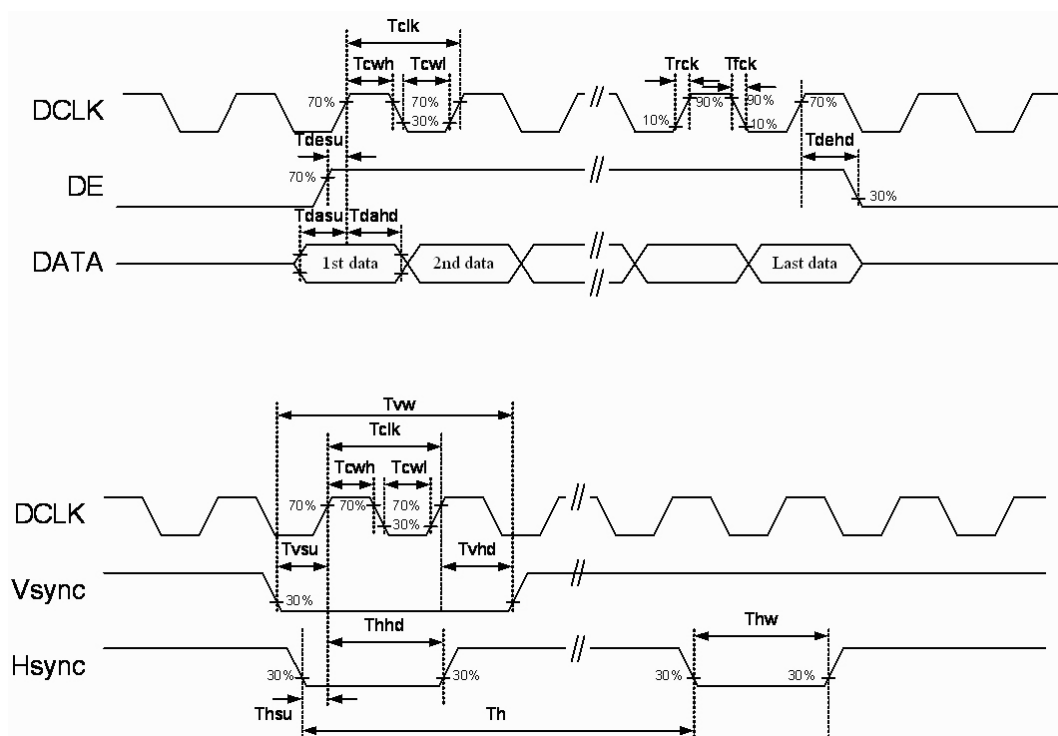 Tclk
Tcwh Tcwl Trck Tfck
DCLK 70% 70% 30% 10% 90% 90% 10% 70%
Tdesu Tdehd
DE 70% 30%
Tdasu Tdahd
DATA 1st data 2nd data // Last data
Tvw
Tclk
Tcwh Tcwl
DCLK 70% 70% 70% 30%
Tvsu Tvhd
Vsync 30%
Thhd Thw
Hsync 30% 30% 30% 30%
Thsu Th